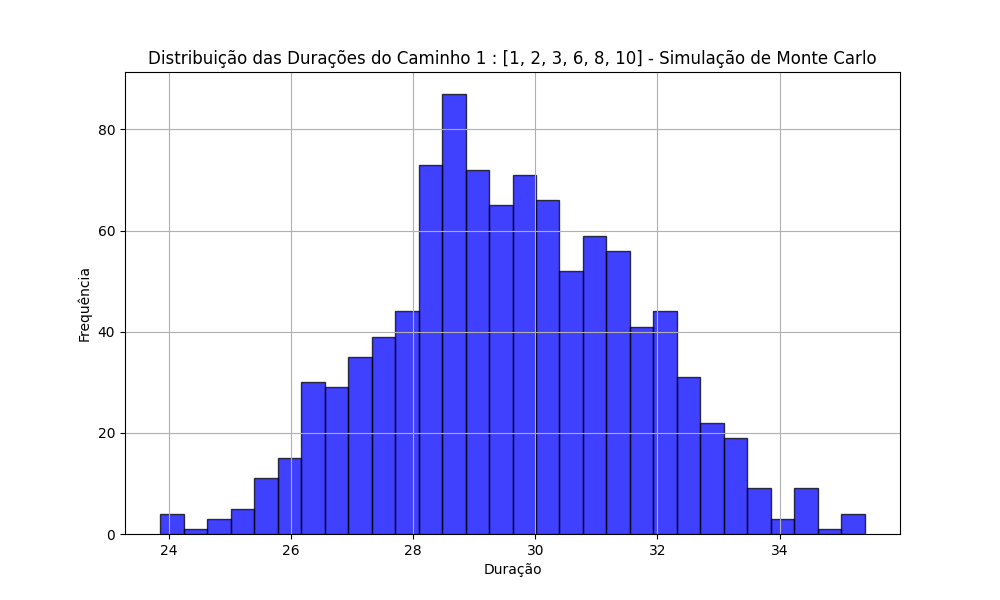 Distribuição das Durações do Caminho 1 : [1, 2, 3, 6, 8, 10] - Simulação de Monte Carlo
Frequência
80
60
40
20
0
24 26 28 30 32 34
Duração